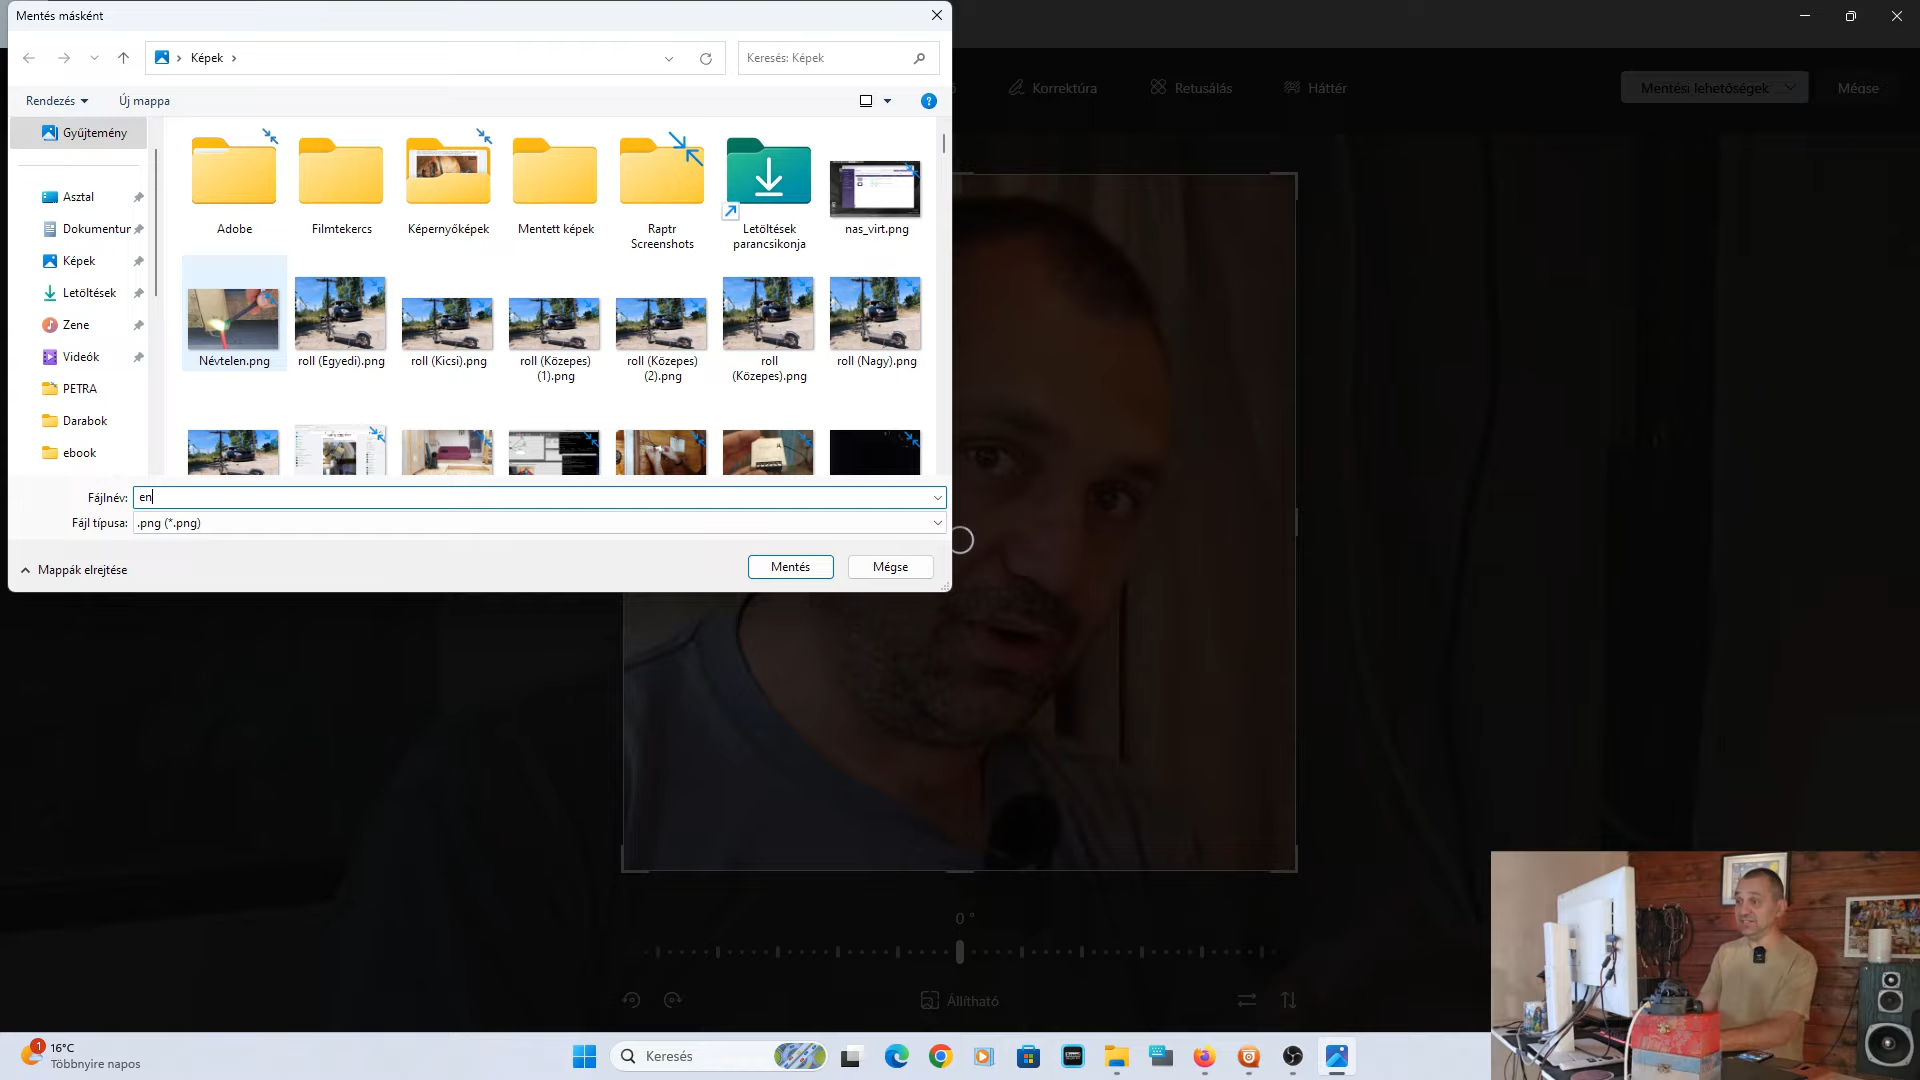 Mentés másként
Képek
Keresés: Képek
Rendezés
Új mappa
Korrektúra
Retusálás
Háttér
Mentési lehetőségek
Mégse
Gyűjtemény
Asztal
Dokumentur
Képek
Letöltések
Zene
Videók
PETRA
Darabok
ebook
Adobe
Filmtekercs
Képernyőképek
Mentett képek
Raptr
Screenshots
Letöltések
parancsikonja
nas_virt.png
Névtelen.png
roll (Egyedi).png
roll (Kicsi).png
roll (Közepes)
(1).png
roll (Közepes)
(2).png
roll
(Közepes).png
roll (Nagy).png
Fájlnév: en
Fájl típusa: .png (*.png)
Mappák elrejtése
Mentés
Mégse
0 °
Állítható
1
16°C
Többnyire napos
Keresés